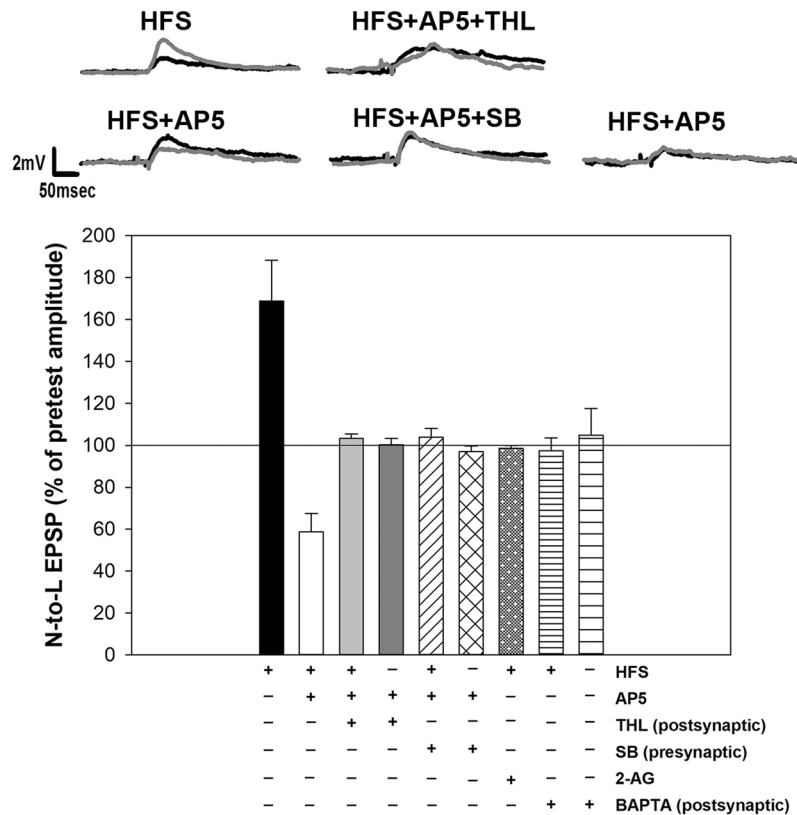 HFS
HFS+AP5+THL
HFS+AP5
HFS+AP5+SB
HFS+AP5
2mV
50msec
N-to-L EPSP (% of pretest amplitude)
200
180
160
140
120
100
80
60
40
20
0
+ + + – + – + + – HFS
– + + + + + – – – AP5
– – + + – – – – – THL (postsynaptic)
– – – – + + – – – SB (presynaptic)
– – – – – – + – – 2-AG
– – – – – – – + + BAPTA (postsynaptic)